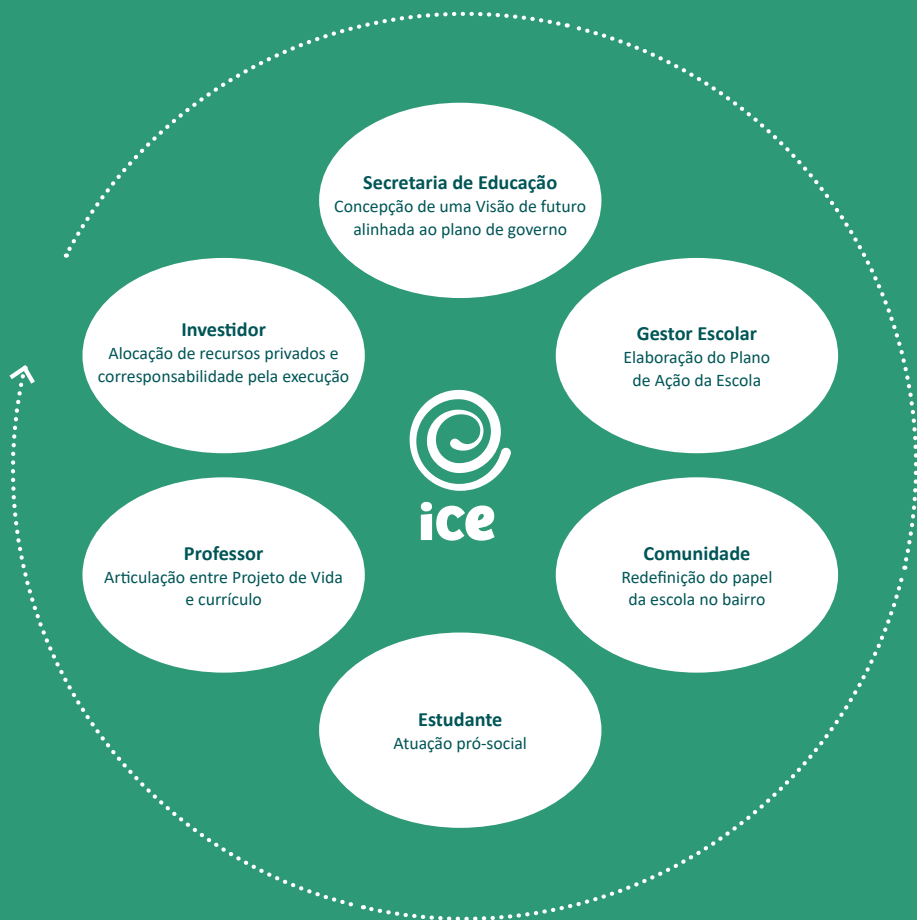 Secretaria de Educação
Concepção de uma Visão de futuro
alinhada ao plano de governo
Investidor
Alocação de recursos privados e
corresponsabilidade pela execução
Gestor Escolar
Elaboração do Plano
de Ação da Escola
ice
Professor
Articulação entre Projeto de Vida
e currículo
Comunidade
Redefinição do papel
da escola no bairro
Estudante
Atuação pró-social